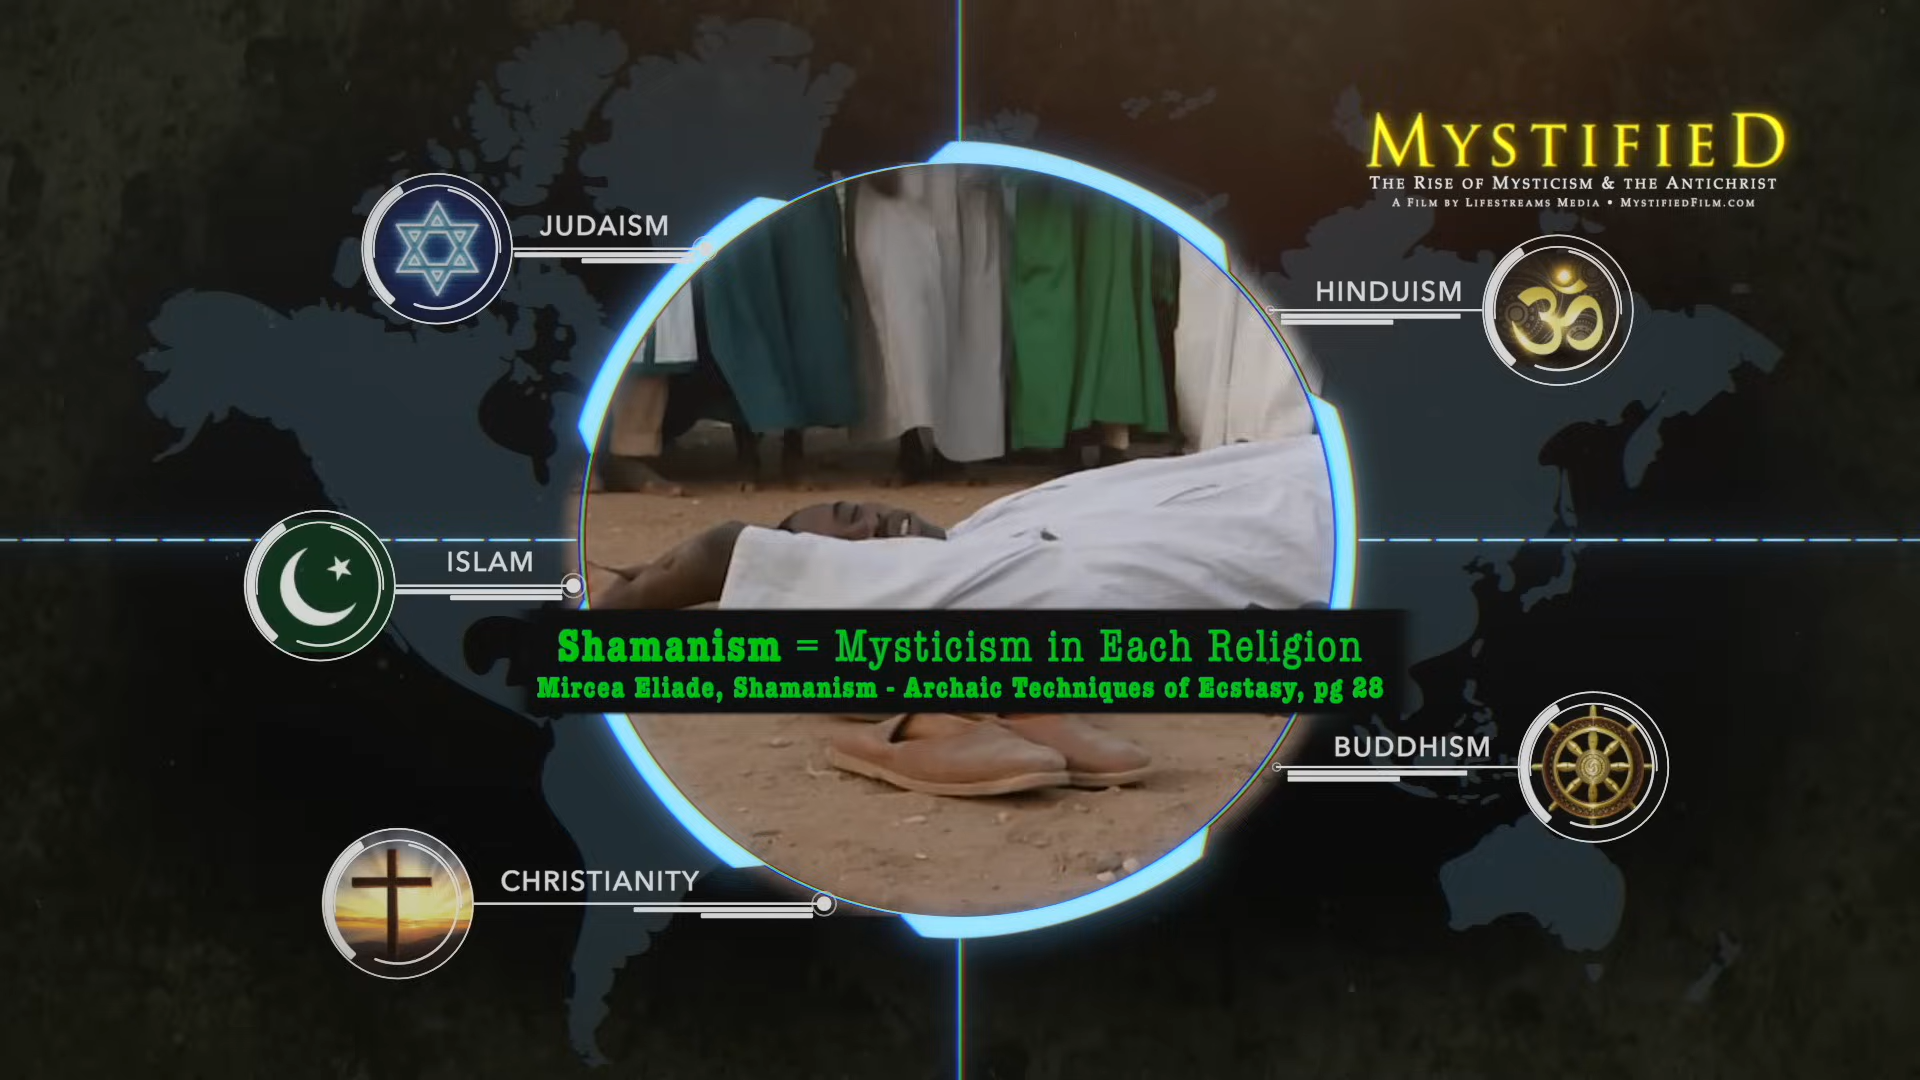 MYSTIFIED
THE RISE OF MYSTICISM & THE ANTICHRIST
A FILM BY LIFESTREAMS MEDIA • MYSTIFIEDFILM.COM
JUDAISM
HINDUISM
ISLAM
Shamanism = Mysticism in Each Religion
Mircea Eliade, Shamanism - Archaic Techniques of Ecstasy, pg 28
BUDDHISM
CHRISTIANITY